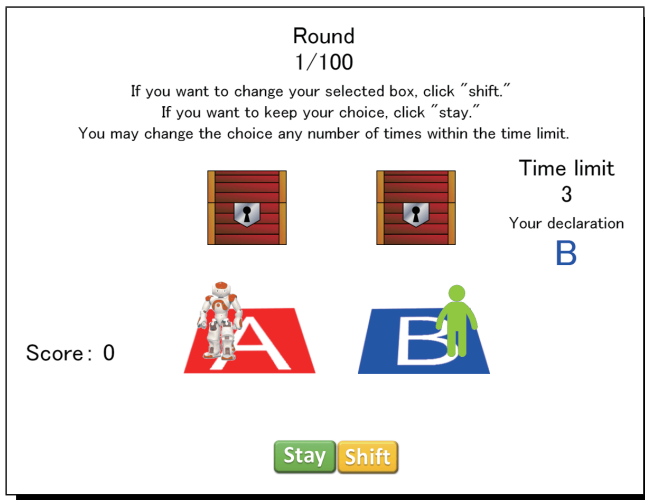 Round
1/100
If you want to change your selected box, click "shift."
If you want to keep your choice, click "stay."
You may change the choice any number of times within the time limit.
Time limit
3
Your declaration
B
A
B
Score: 0
Stay
Shift